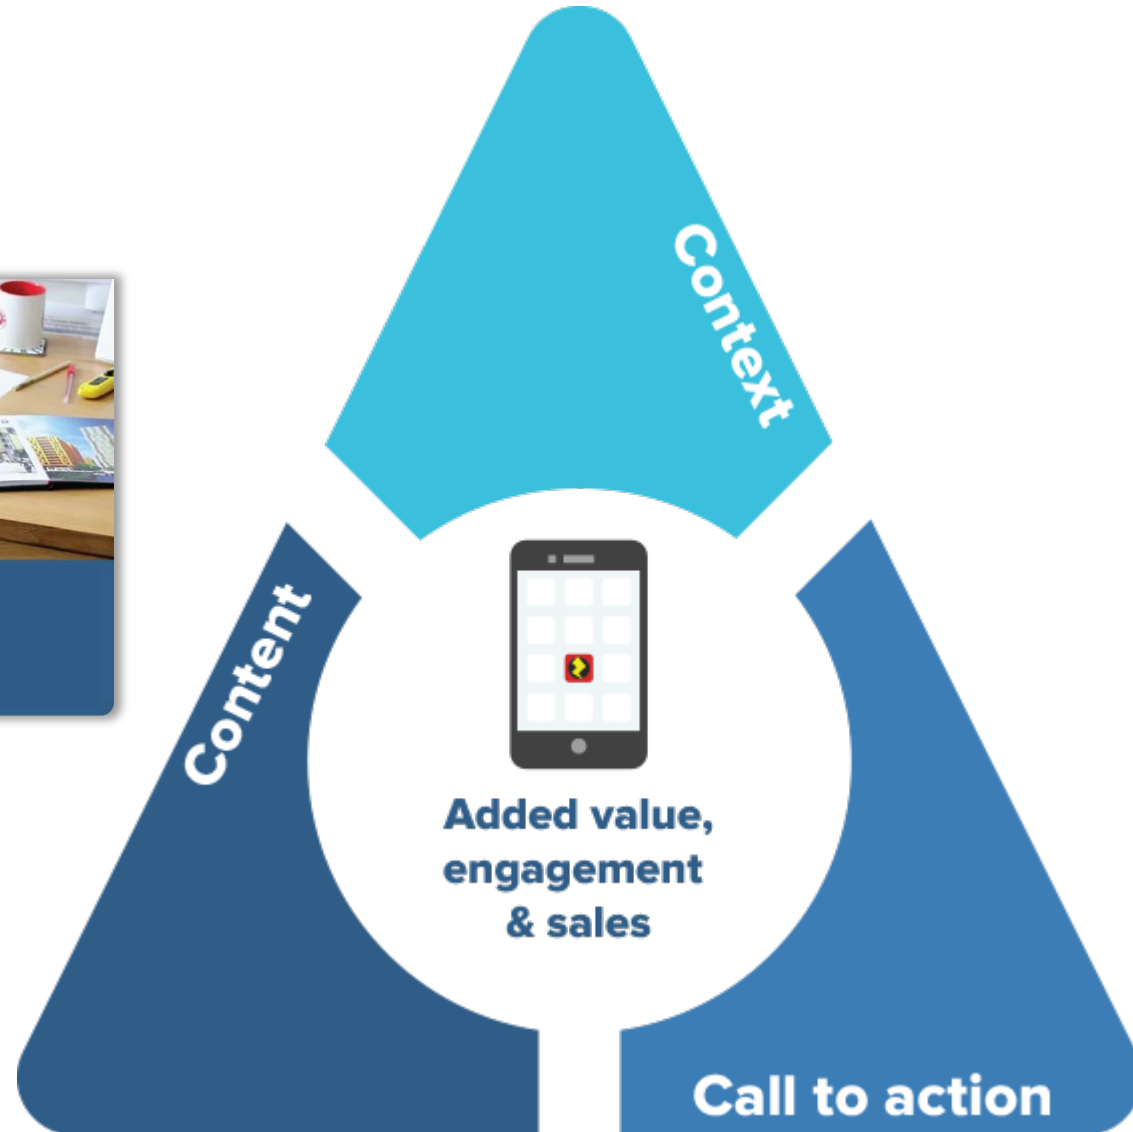 Context
Content
Added value,
engagement
& sales
Call to action